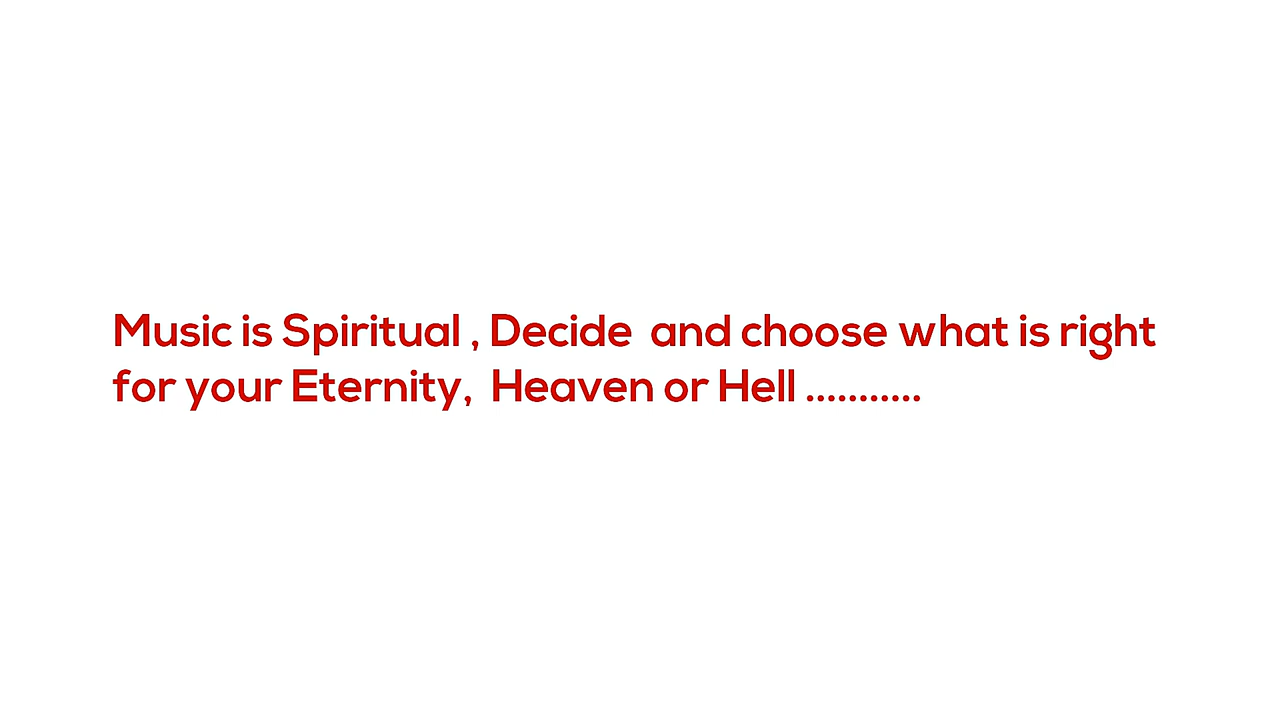 Music is Spiritual , Decide  and choose what is right
for your Eternity,  Heaven or Hell ...........